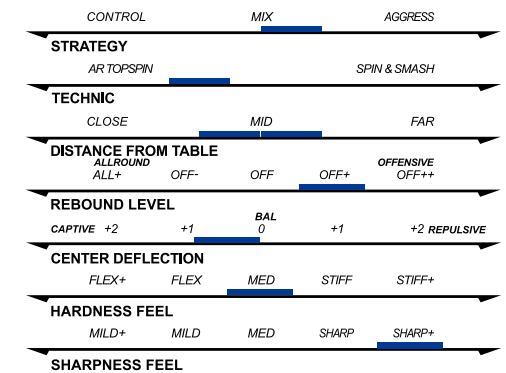 CONTROL MIX AGGRESS
STRATEGY
AR TOPSPIN SPIN & SMASH
TECHNIC
CLOSE MID FAR
DISTANCE FROM TABLE
ALLROUND OFFENSIVE
ALL+ OFF- OFF OFF+ OFF++
REBOUND LEVEL
BAL
CAPTIVE +2 +1 0 +1 +2 REPULSIVE
CENTER DEFLECTION
FLEX+ FLEX MED STIFF STIFF+
HARDNESS FEEL
MILD+ MILD MED SHARP SHARP+
SHARPNESS FEEL